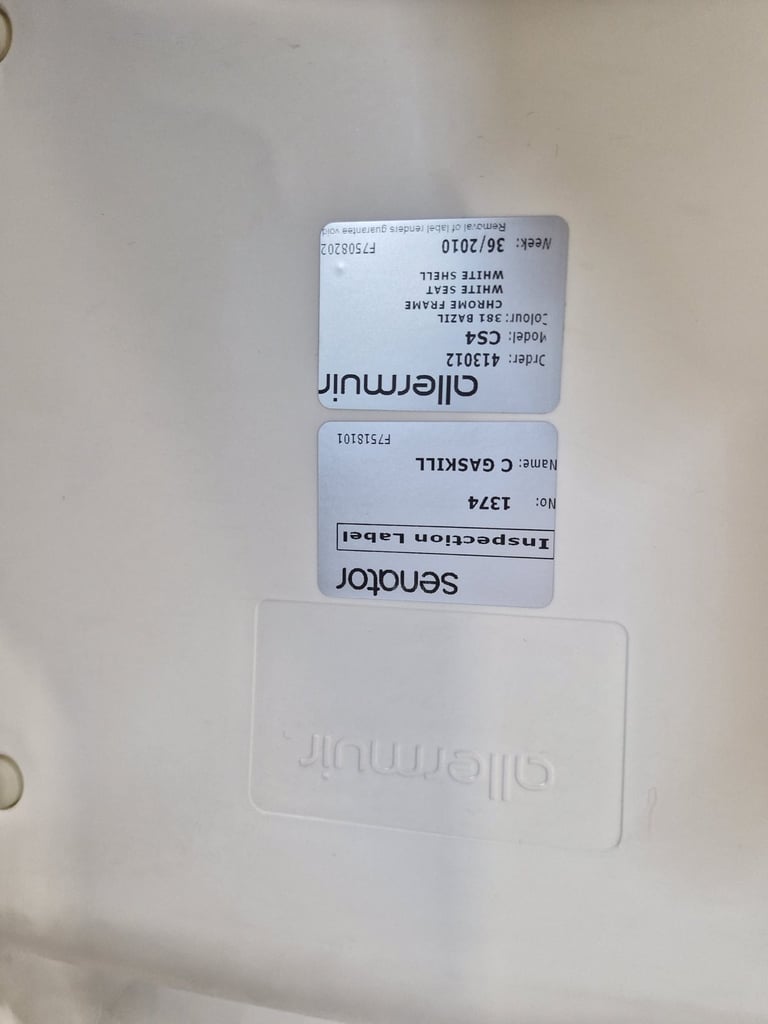 allermuir
senator
Inspection Label
No: 1374
Name: C GASKILL
F7518101
allermuir
Order: 413012
Model: CS4
Colour: 381 BAZIL
CHROME FRAME
WHITE SEAT
WHITE SHELL
Week: 36/2010 F7508202
Removal of label renders guarantee void